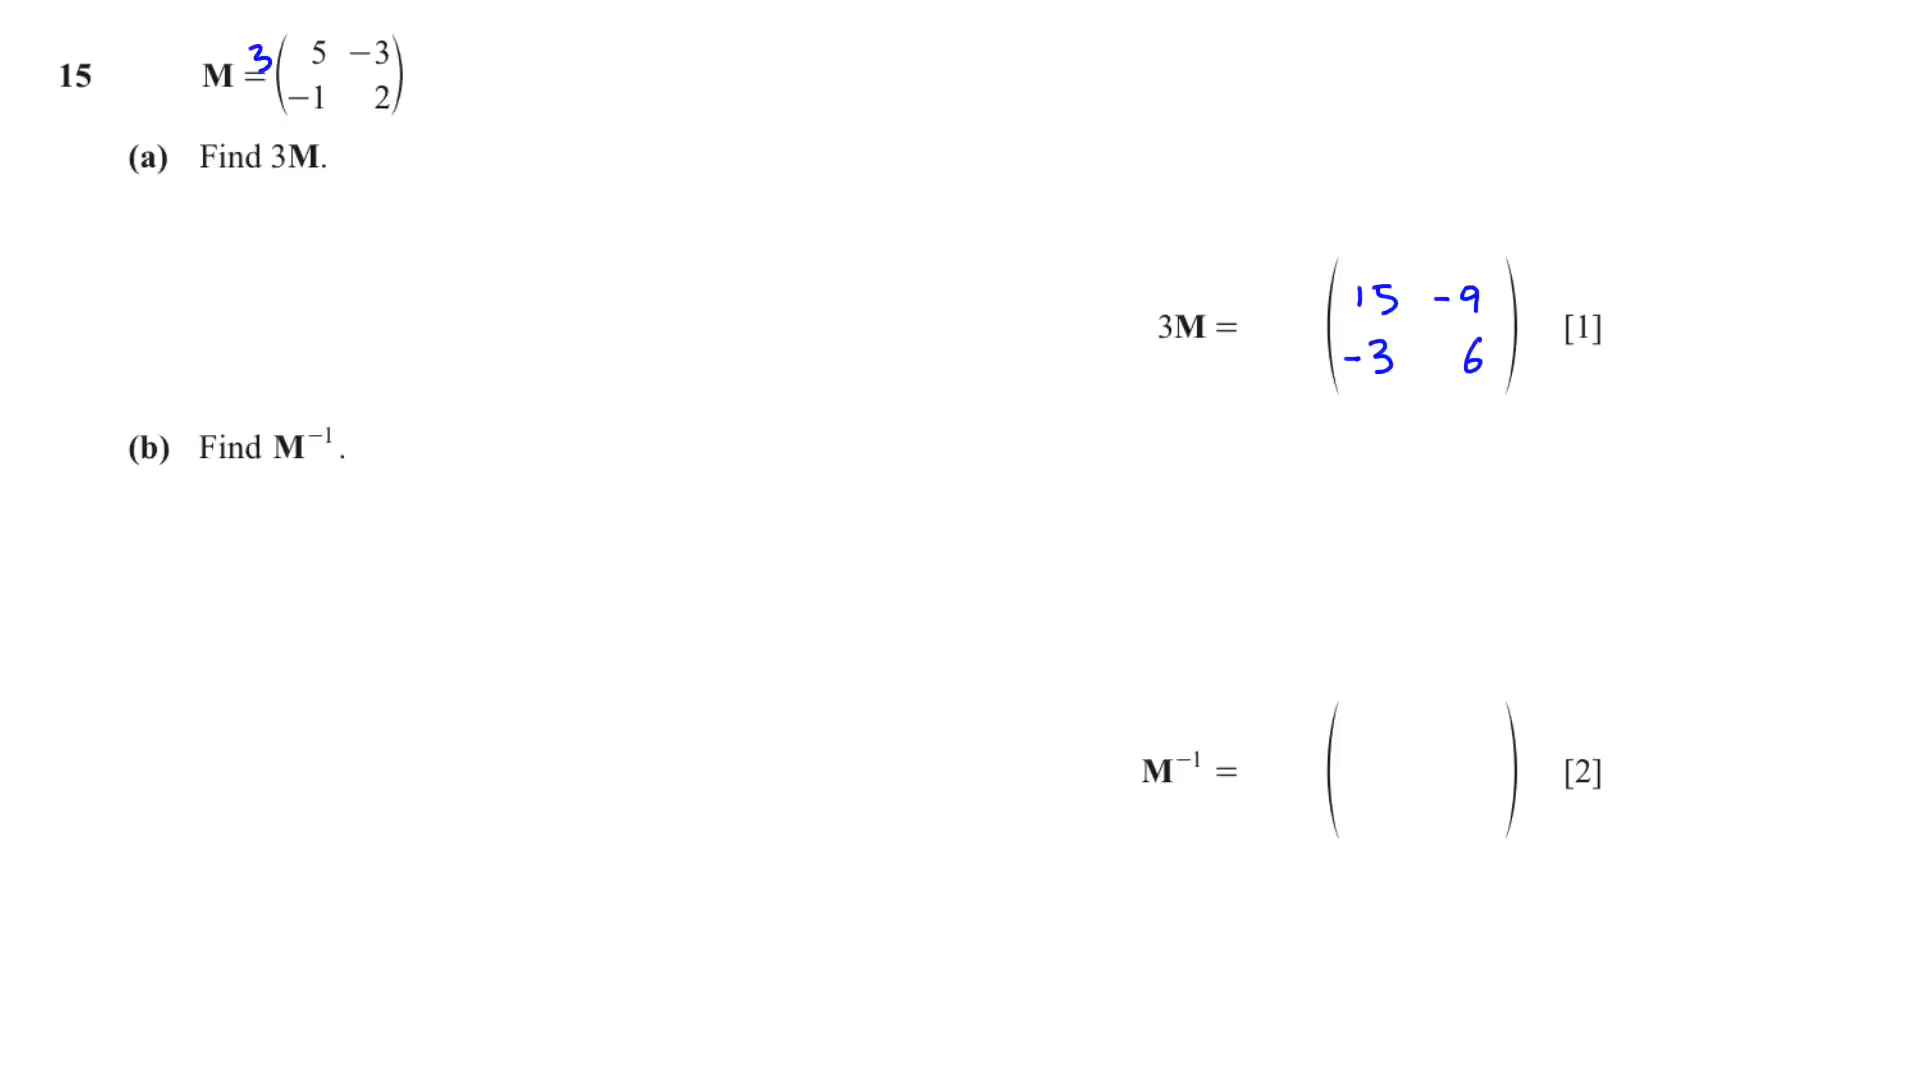 15 M = 3 ( 5 −3
−1 2 )
(a) Find 3M.
15 -9
3M = ( ) [1]
-3 6
(b) Find M⁻¹.
M⁻¹ = ( ) [2]